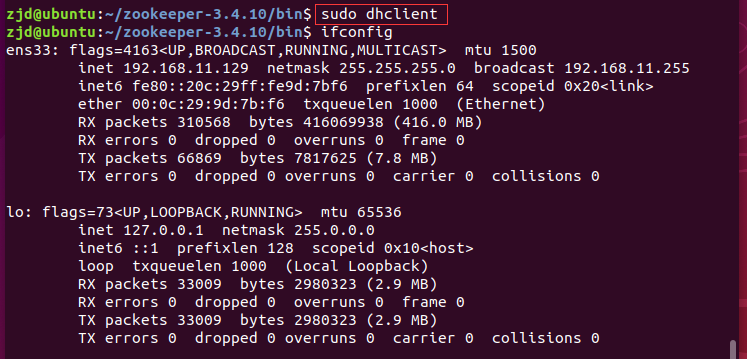 zjd@ubuntu:~/zookeeper-3.4.10/bin$ sudo dhclient
zjd@ubuntu:~/zookeeper-3.4.10/bin$ ifconfig
ens33: flags=4163<UP,BROADCAST,RUNNING,MULTICAST>  mtu 1500
        inet 192.168.11.129  netmask 255.255.255.0  broadcast 192.168.11.255
        inet6 fe80::20c:29ff:fe9d:7bf6  prefixlen 64  scopeid 0x20<link>
        ether 00:0c:29:9d:7b:f6  txqueuelen 1000  (Ethernet)
        RX packets 310568  bytes 416069938 (416.0 MB)
        RX errors 0  dropped 0  overruns 0  frame 0
        TX packets 66869  bytes 7817625 (7.8 MB)
        TX errors 0  dropped 0 overruns 0  carrier 0  collisions 0

lo: flags=73<UP,LOOPBACK,RUNNING>  mtu 65536
        inet 127.0.0.1  netmask 255.0.0.0
        inet6 ::1  prefixlen 128  scopeid 0x10<host>
        loop  txqueuelen 1000  (Local Loopback)
        RX packets 33009  bytes 2980323 (2.9 MB)
        RX errors 0  dropped 0  overruns 0  frame 0
        TX packets 33009  bytes 2980323 (2.9 MB)
        TX errors 0  dropped 0 overruns 0  carrier 0  collisions 0